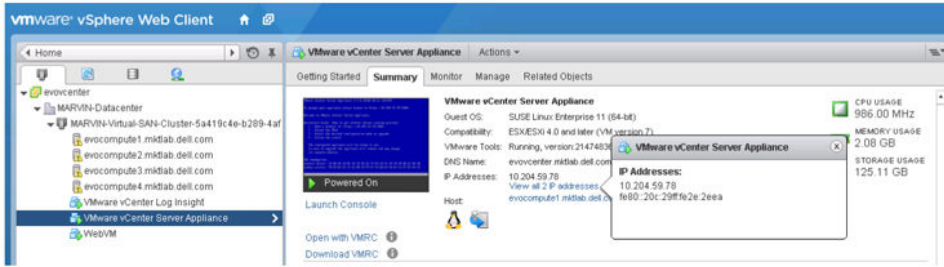 vmware® vSphere Web Client
Home
evovcenter
MARVIN-Datacenter
MARVIN-Virtual-SAN-Cluster-5a419c4e-b289-4af
evocompute1.mktlab.dell.com
evocompute2.mktlab.dell.com
evocompute3.mktlab.dell.com
evocompute4.mktlab.dell.com
VMware vCenter Log Insight
VMware vCenter Server Appliance
WebVM
VMware vCenter Server Appliance Actions
Getting Started Summary Monitor Manage Related Objects
Powered On
Launch Console
Open with VMRC
Download VMRC
VMware vCenter Server Appliance
Guest OS: SUSE Linux Enterprise 11 (64-bit)
Compatibility: ESX/ESXi 4.0 and later (VM version 7)
VMware Tools: Running, version:21474836
DNS Name: evovcenter.mktlab.dell.com
IP Addresses: 10.204.59.78
View all 2 IP addresses
Host: evocompute1.mktlab.dell.c
VMware vCenter Server Appliance
IP Addresses:
10.204.59.78
fe80::20c:29ff:fe2e:2eea
CPU USAGE
986.00 MHz
MEMORY USAGE
2.08 GB
STORAGE USAGE
125.11 GB